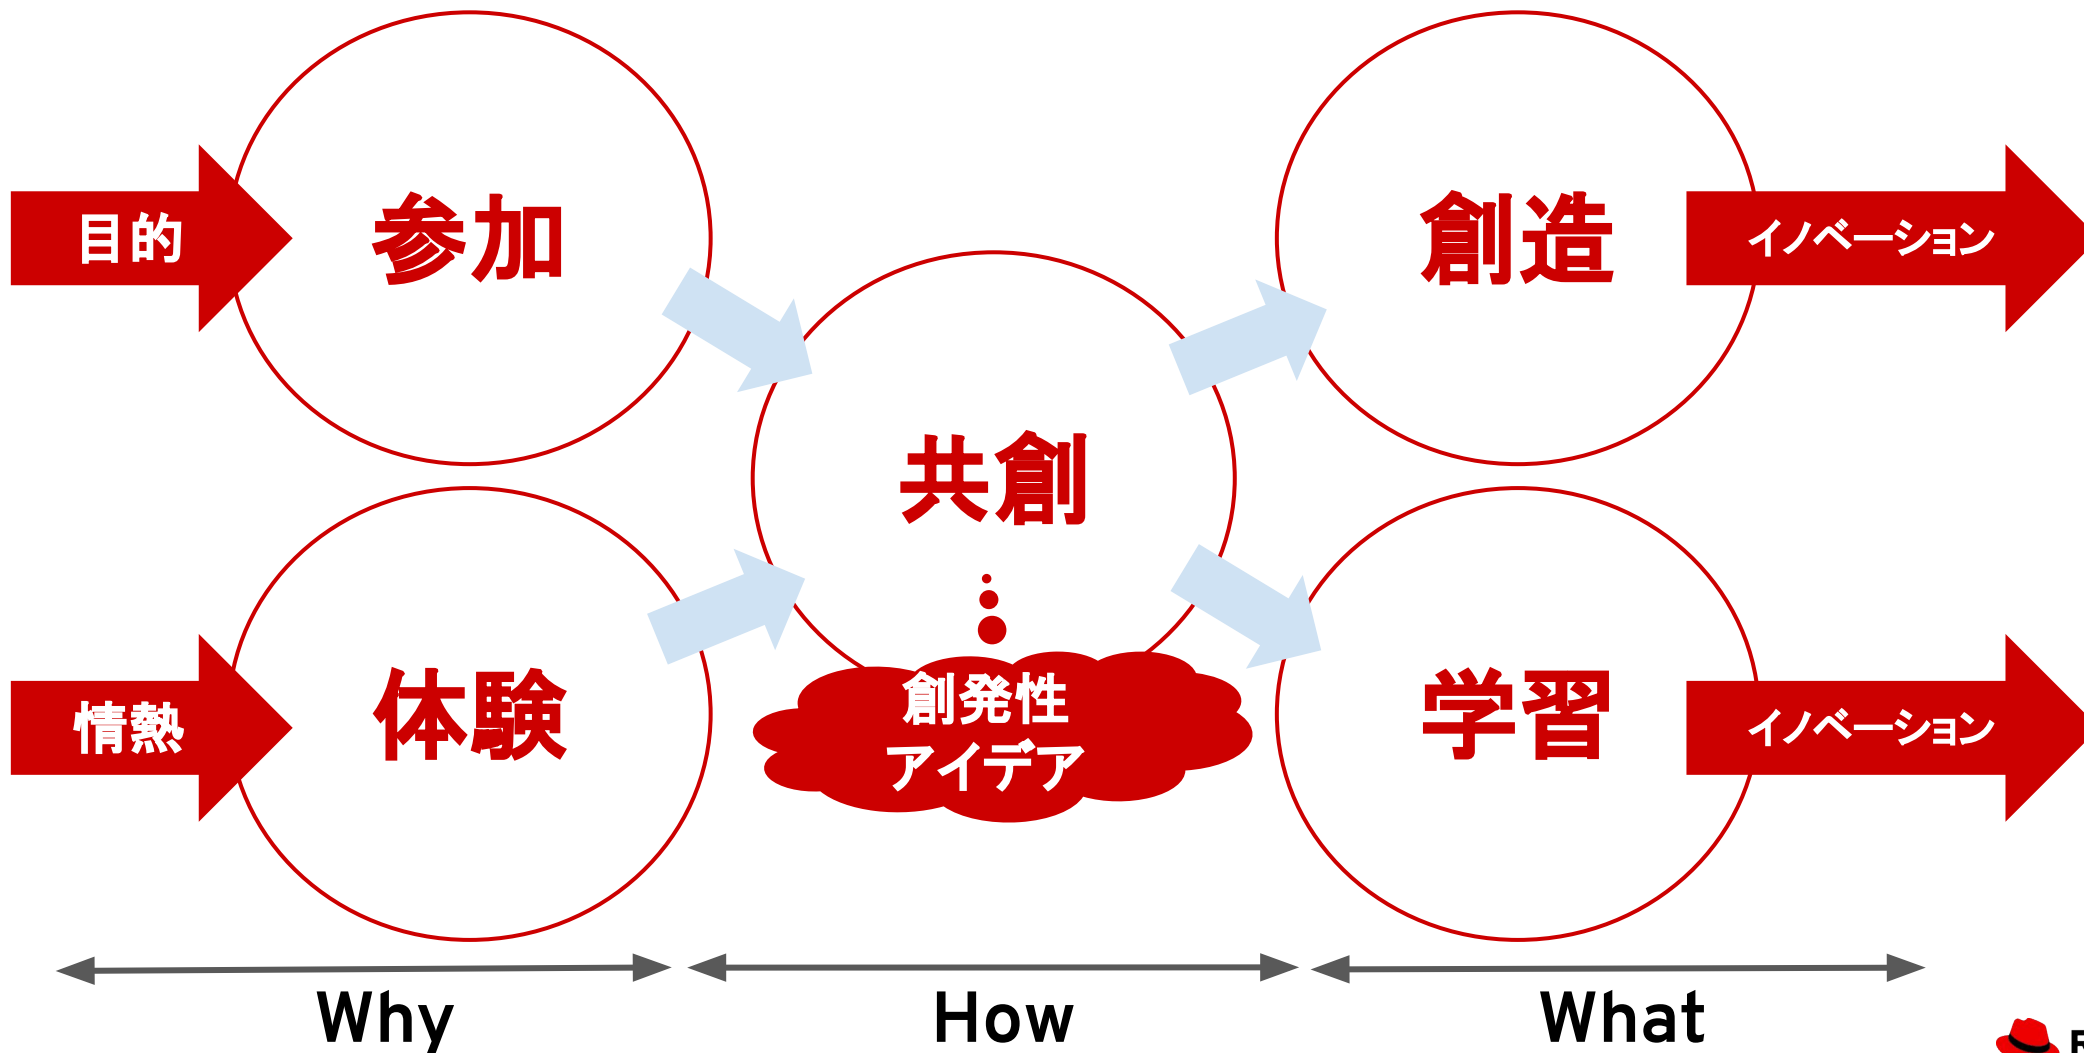 目的
参加
創造
イノベーション
共創
情熱
体験
創発性
アイデア
学習
イノベーション
Why
How
What